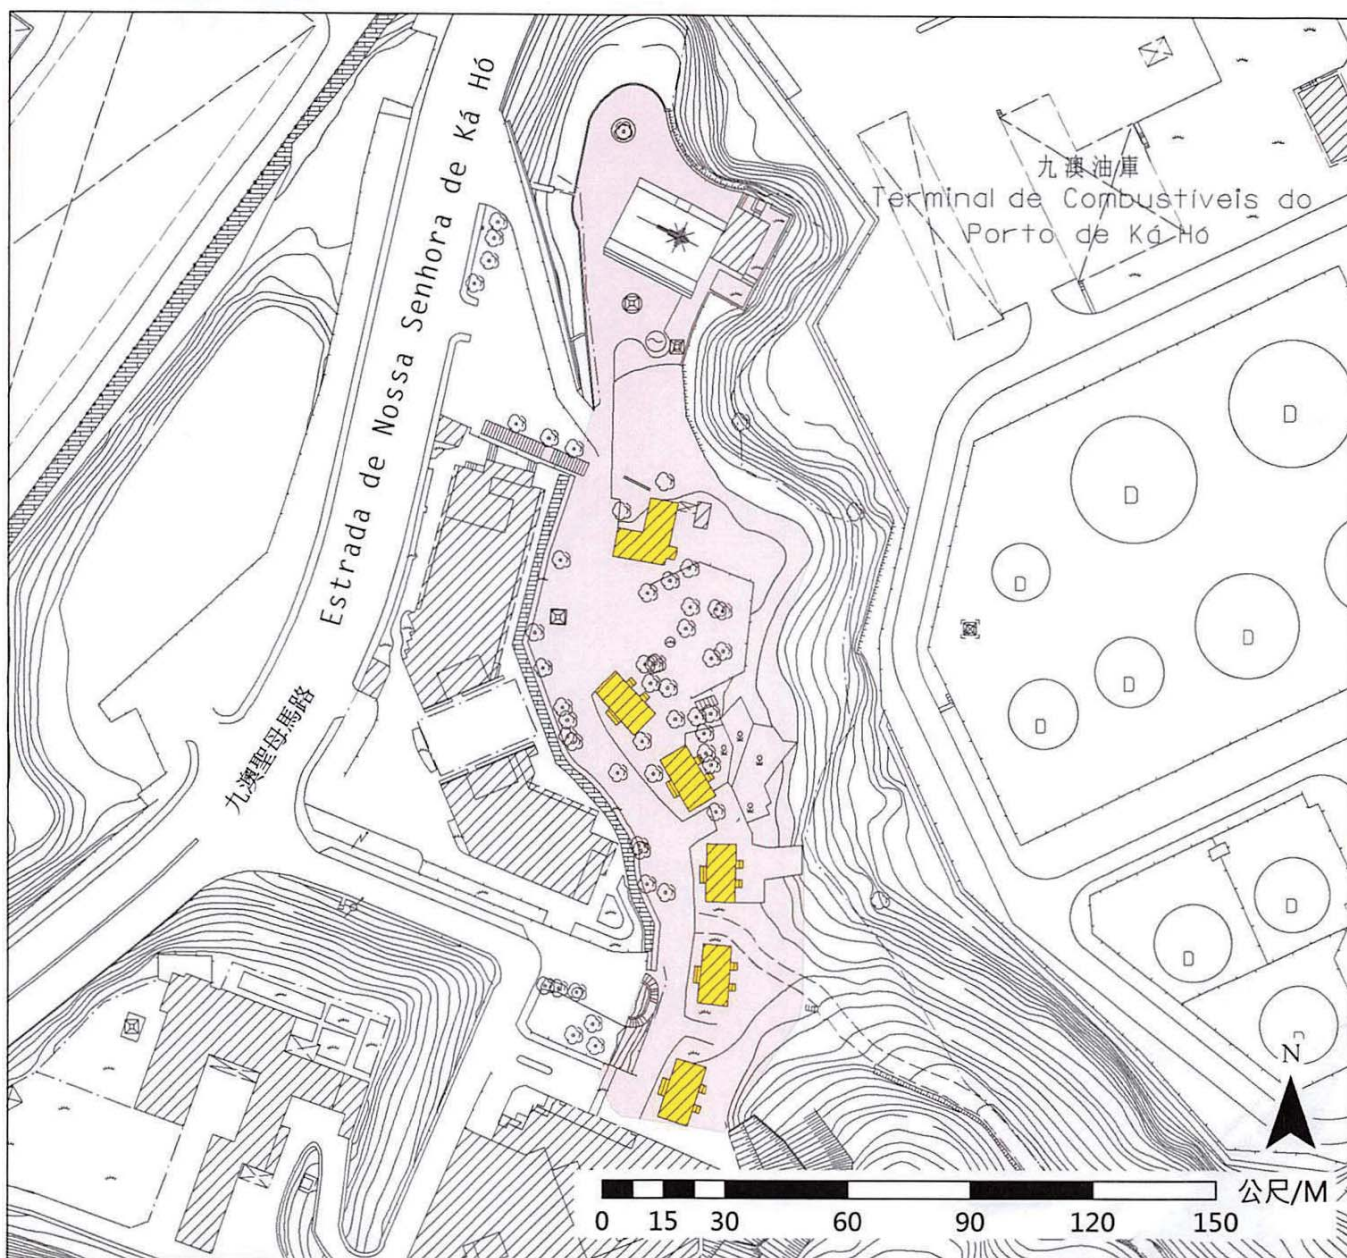 Estrada de Nossa Senhora de Ká Hó
九澳聖母馬路
九澳油庫
Terminal de Combustíveis do
Porto de Ká Hó
D
D
D
D
D
D
D
D
D
D
N
公尺/M
0 15 30 60 90 120 150